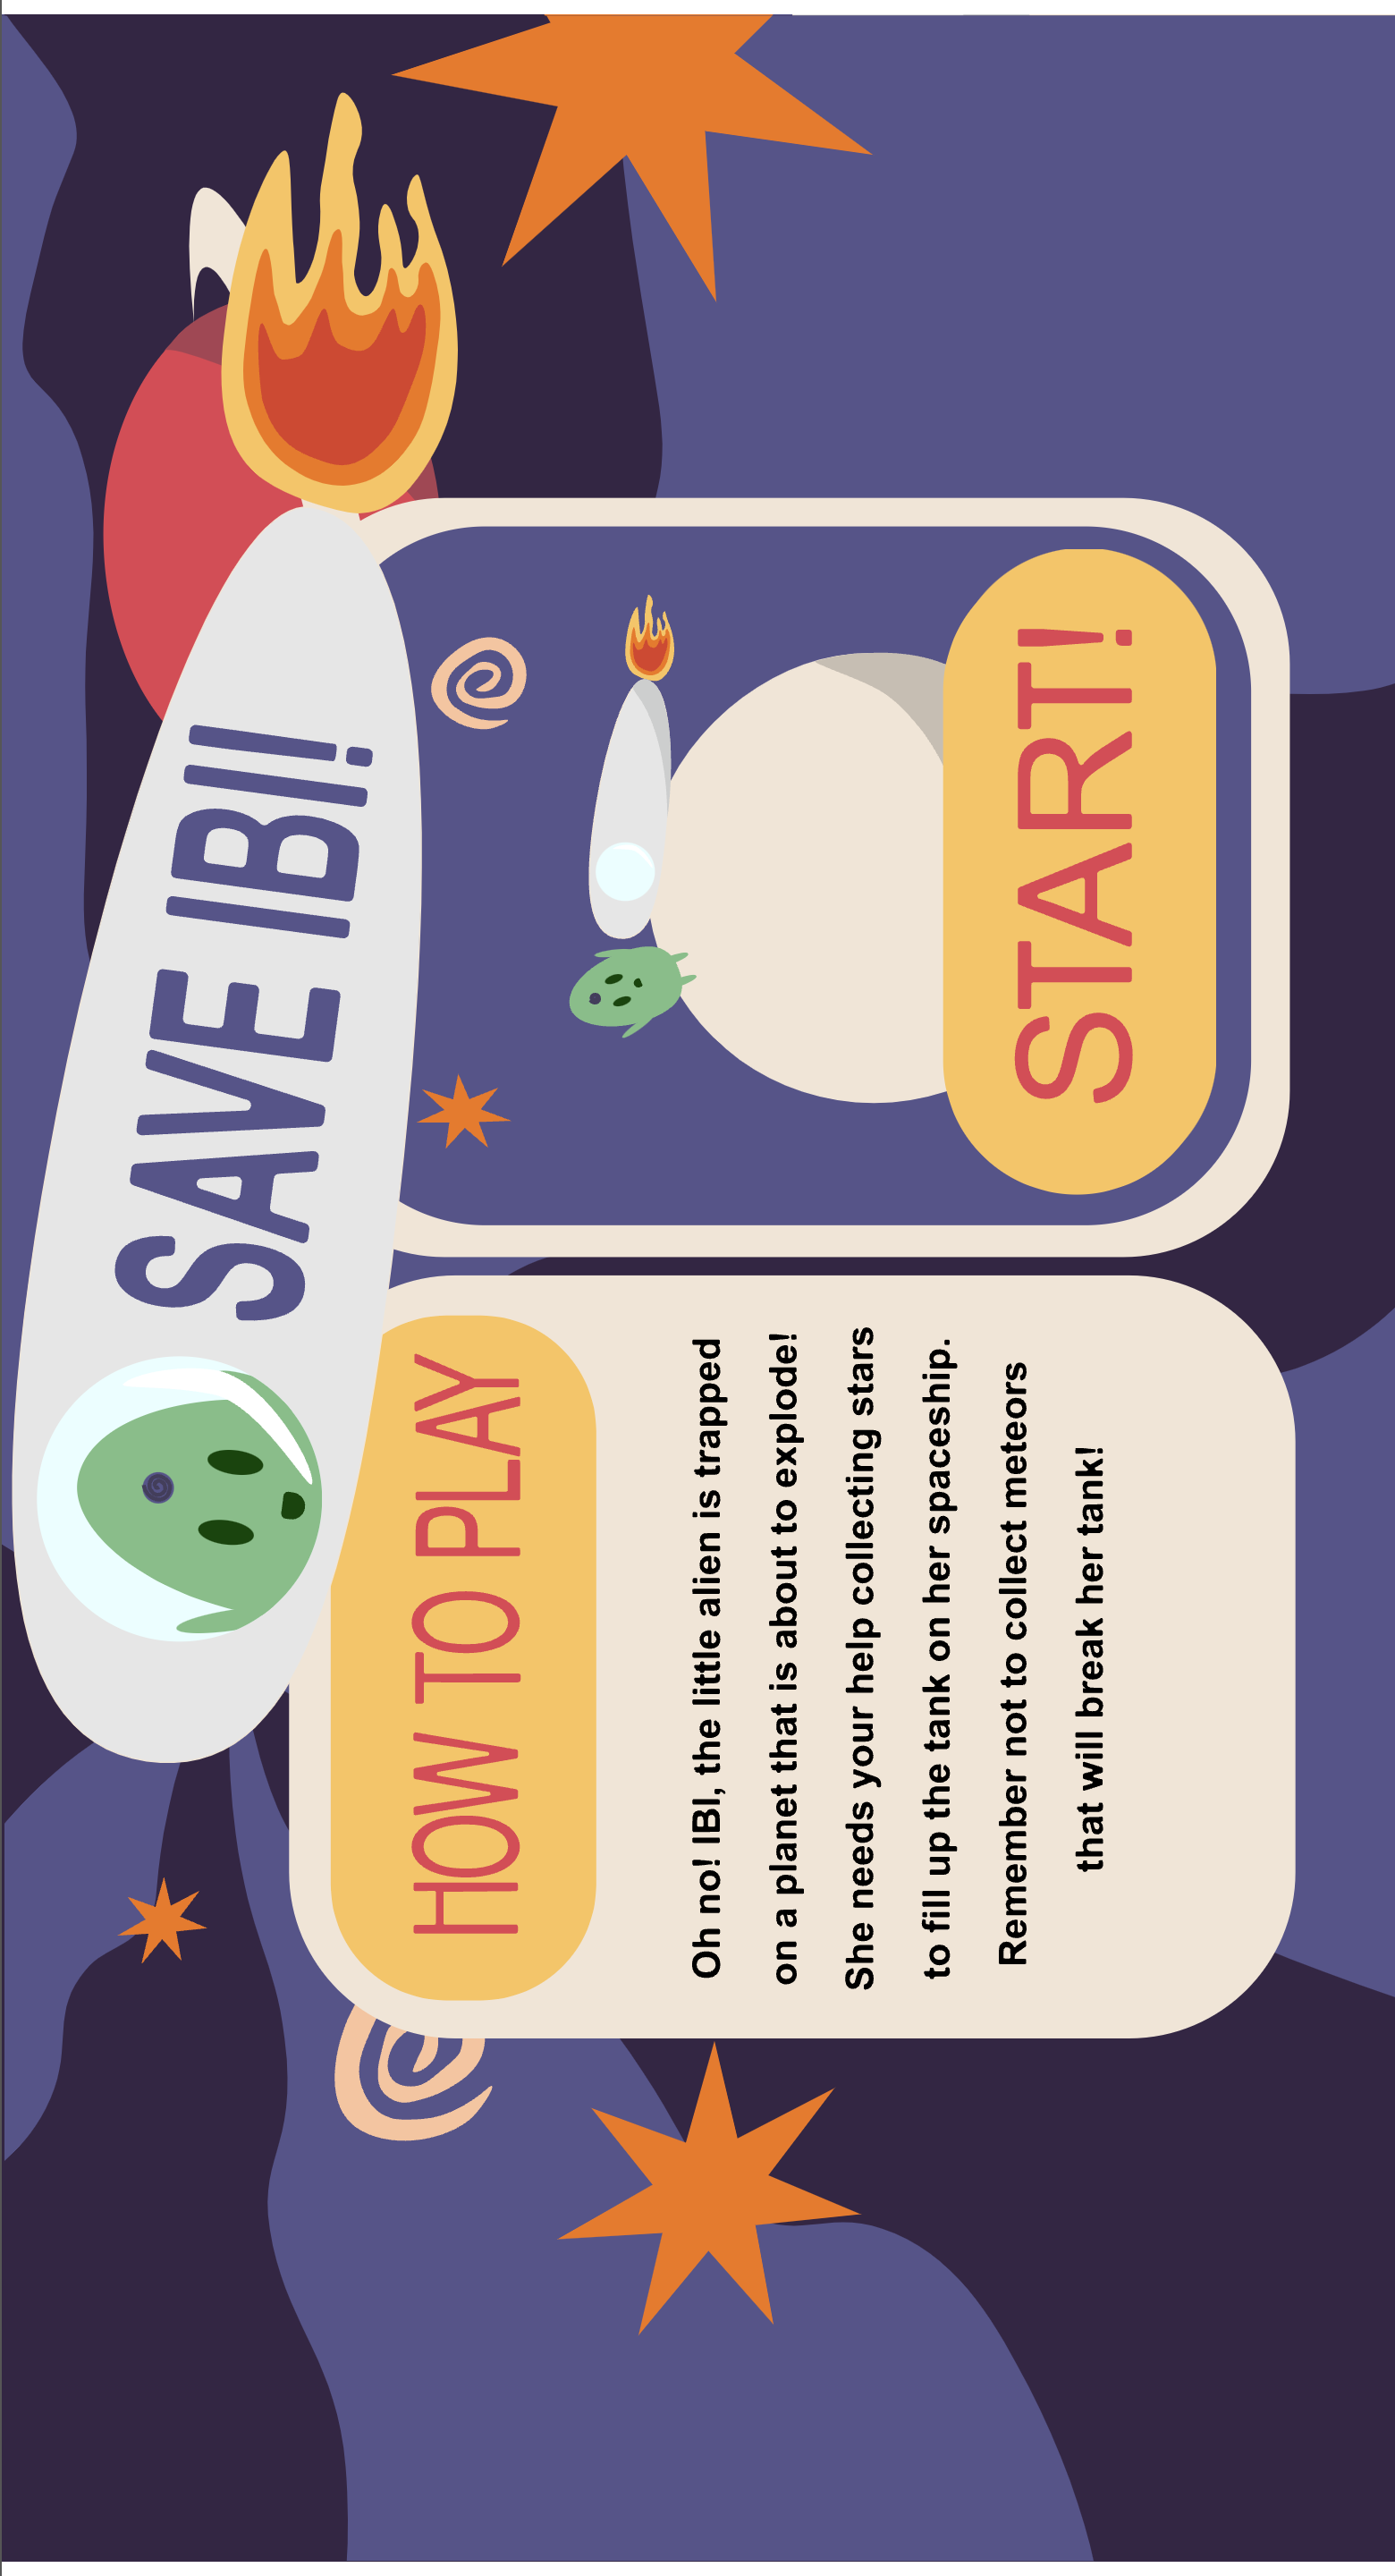 SAVE IBI!
HOW TO PLAY
Oh no! IBI, the little alien is trapped
on a planet that is about to explode!
She needs your help collecting stars
to fill up the tank on her spaceship.
Remember not to collect meteors
that will break her tank!
START!